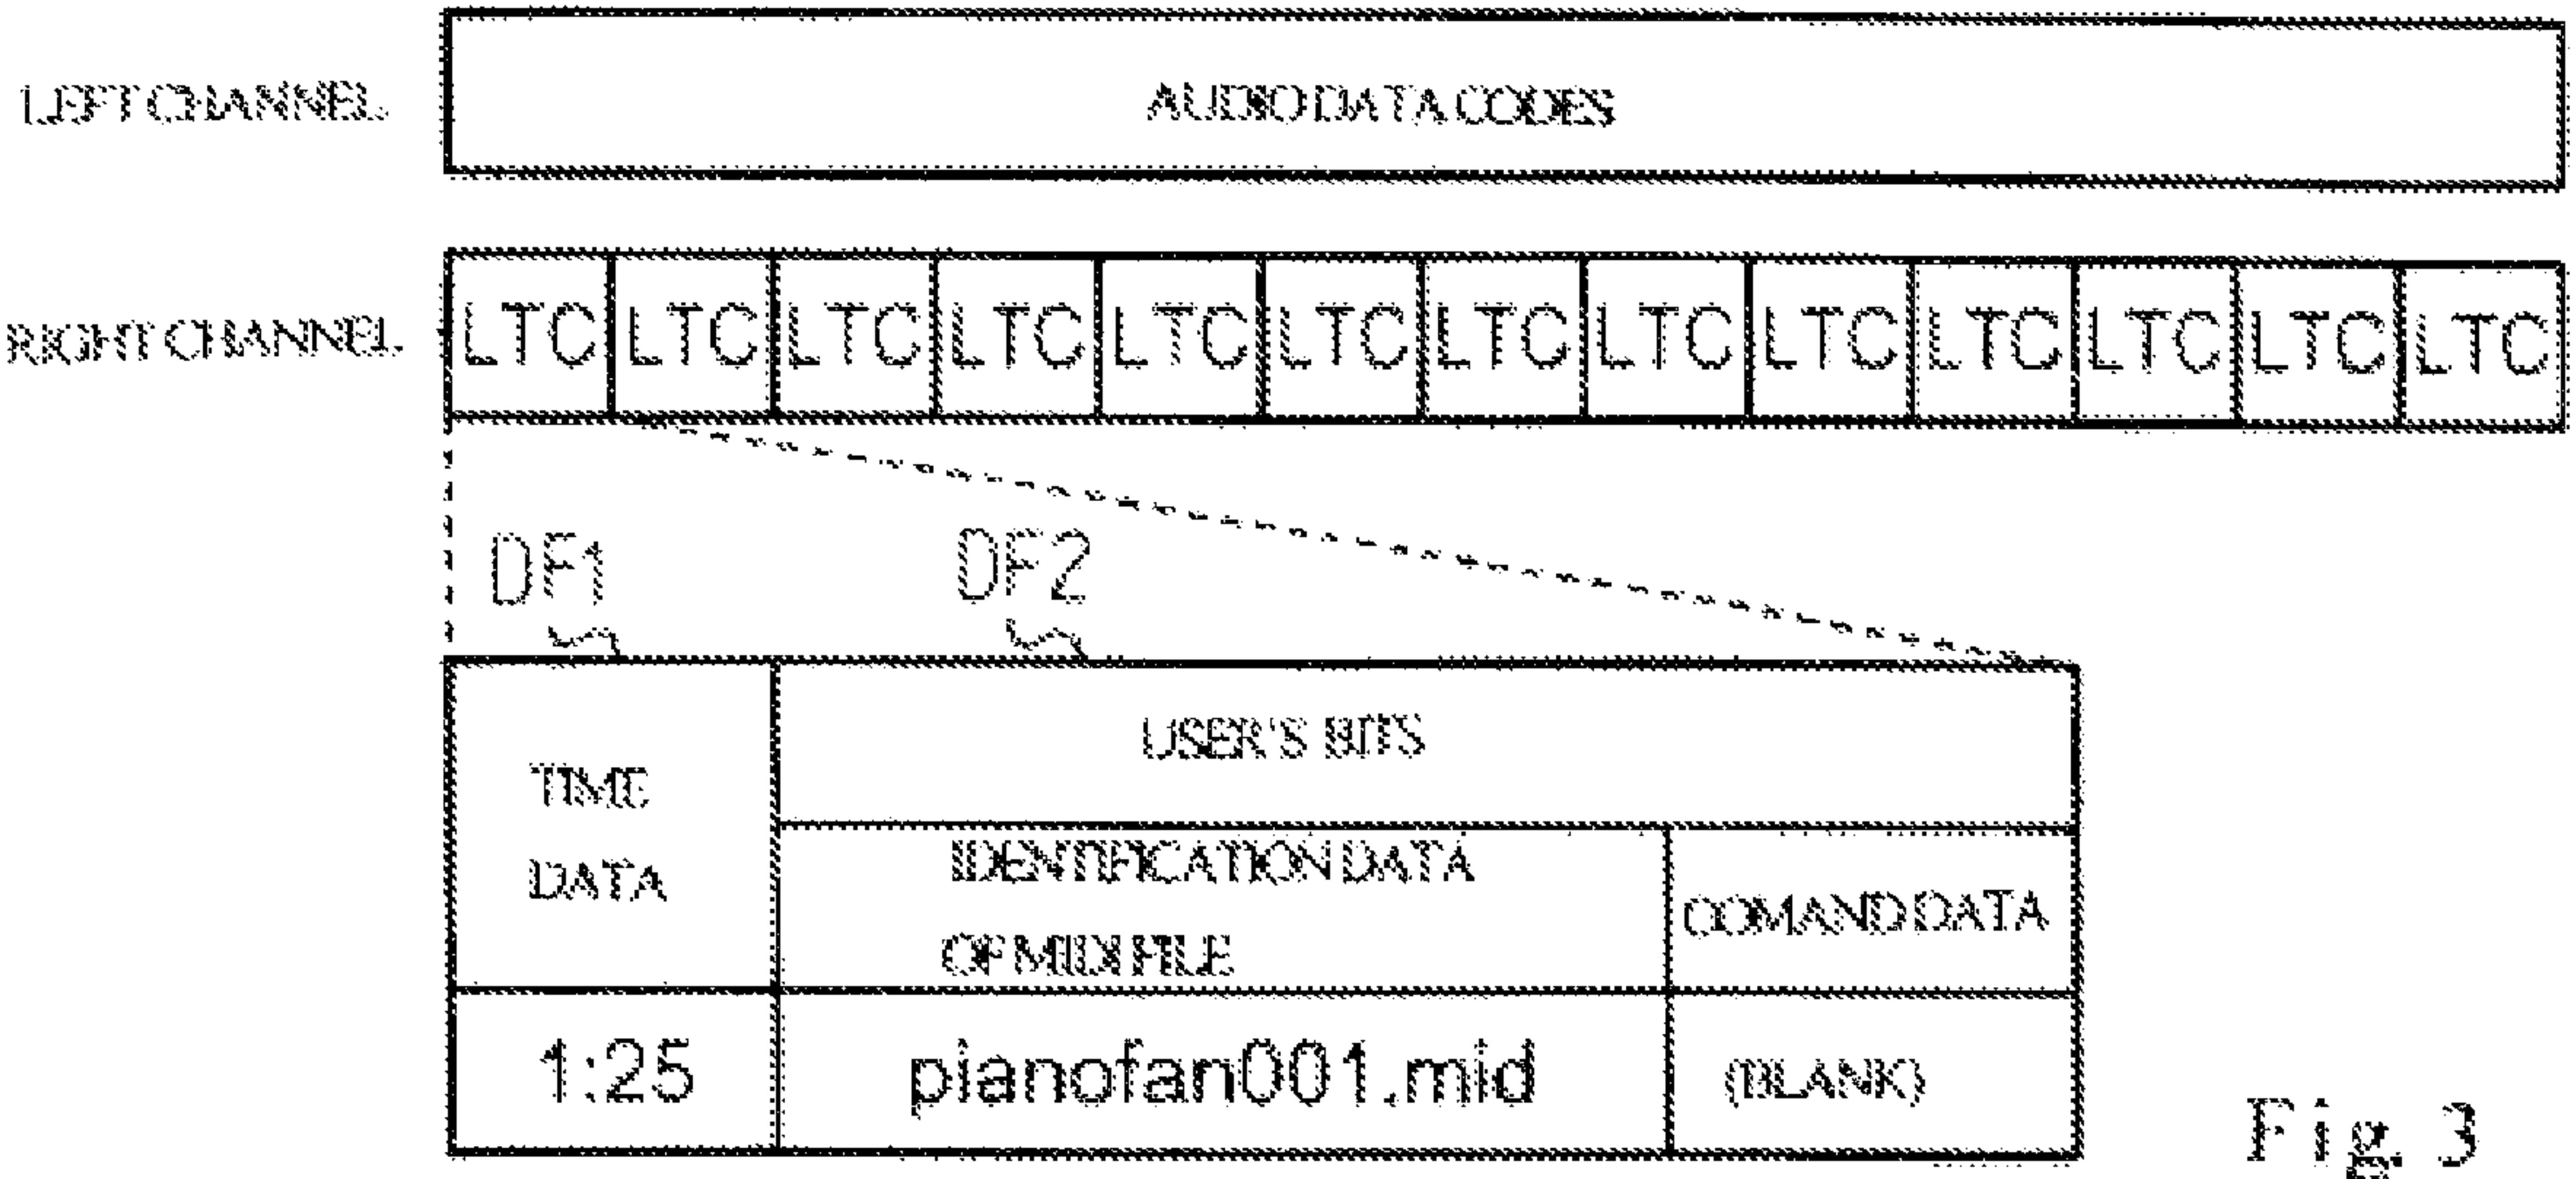 LEFT CHANNEL
AUDIO DATA CODES
RIGHT CHANNEL
LTC LTC LTC LTC LTC LTC LTC LTC LTC LTC LTC LTC LTC
DF1 DF2
USER'S BITS
TIME
DATA
IDENTIFICATION DATA
OF MIDI FILE
COMAND DATA
1:25 pianofan001.mid (BLANK)
Fig. 3